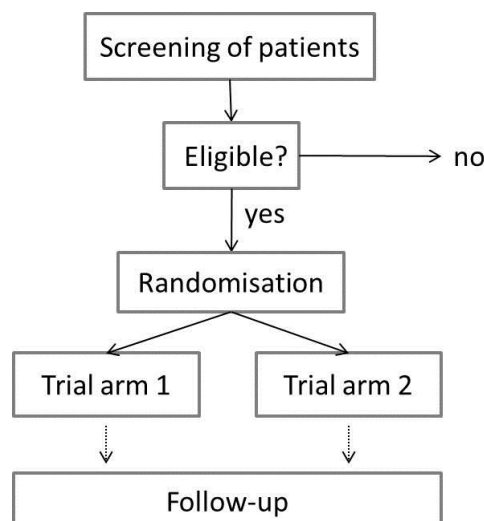 Screening of patients
Eligible?
no
yes
Randomisation
Trial arm 1
Trial arm 2
Follow-up